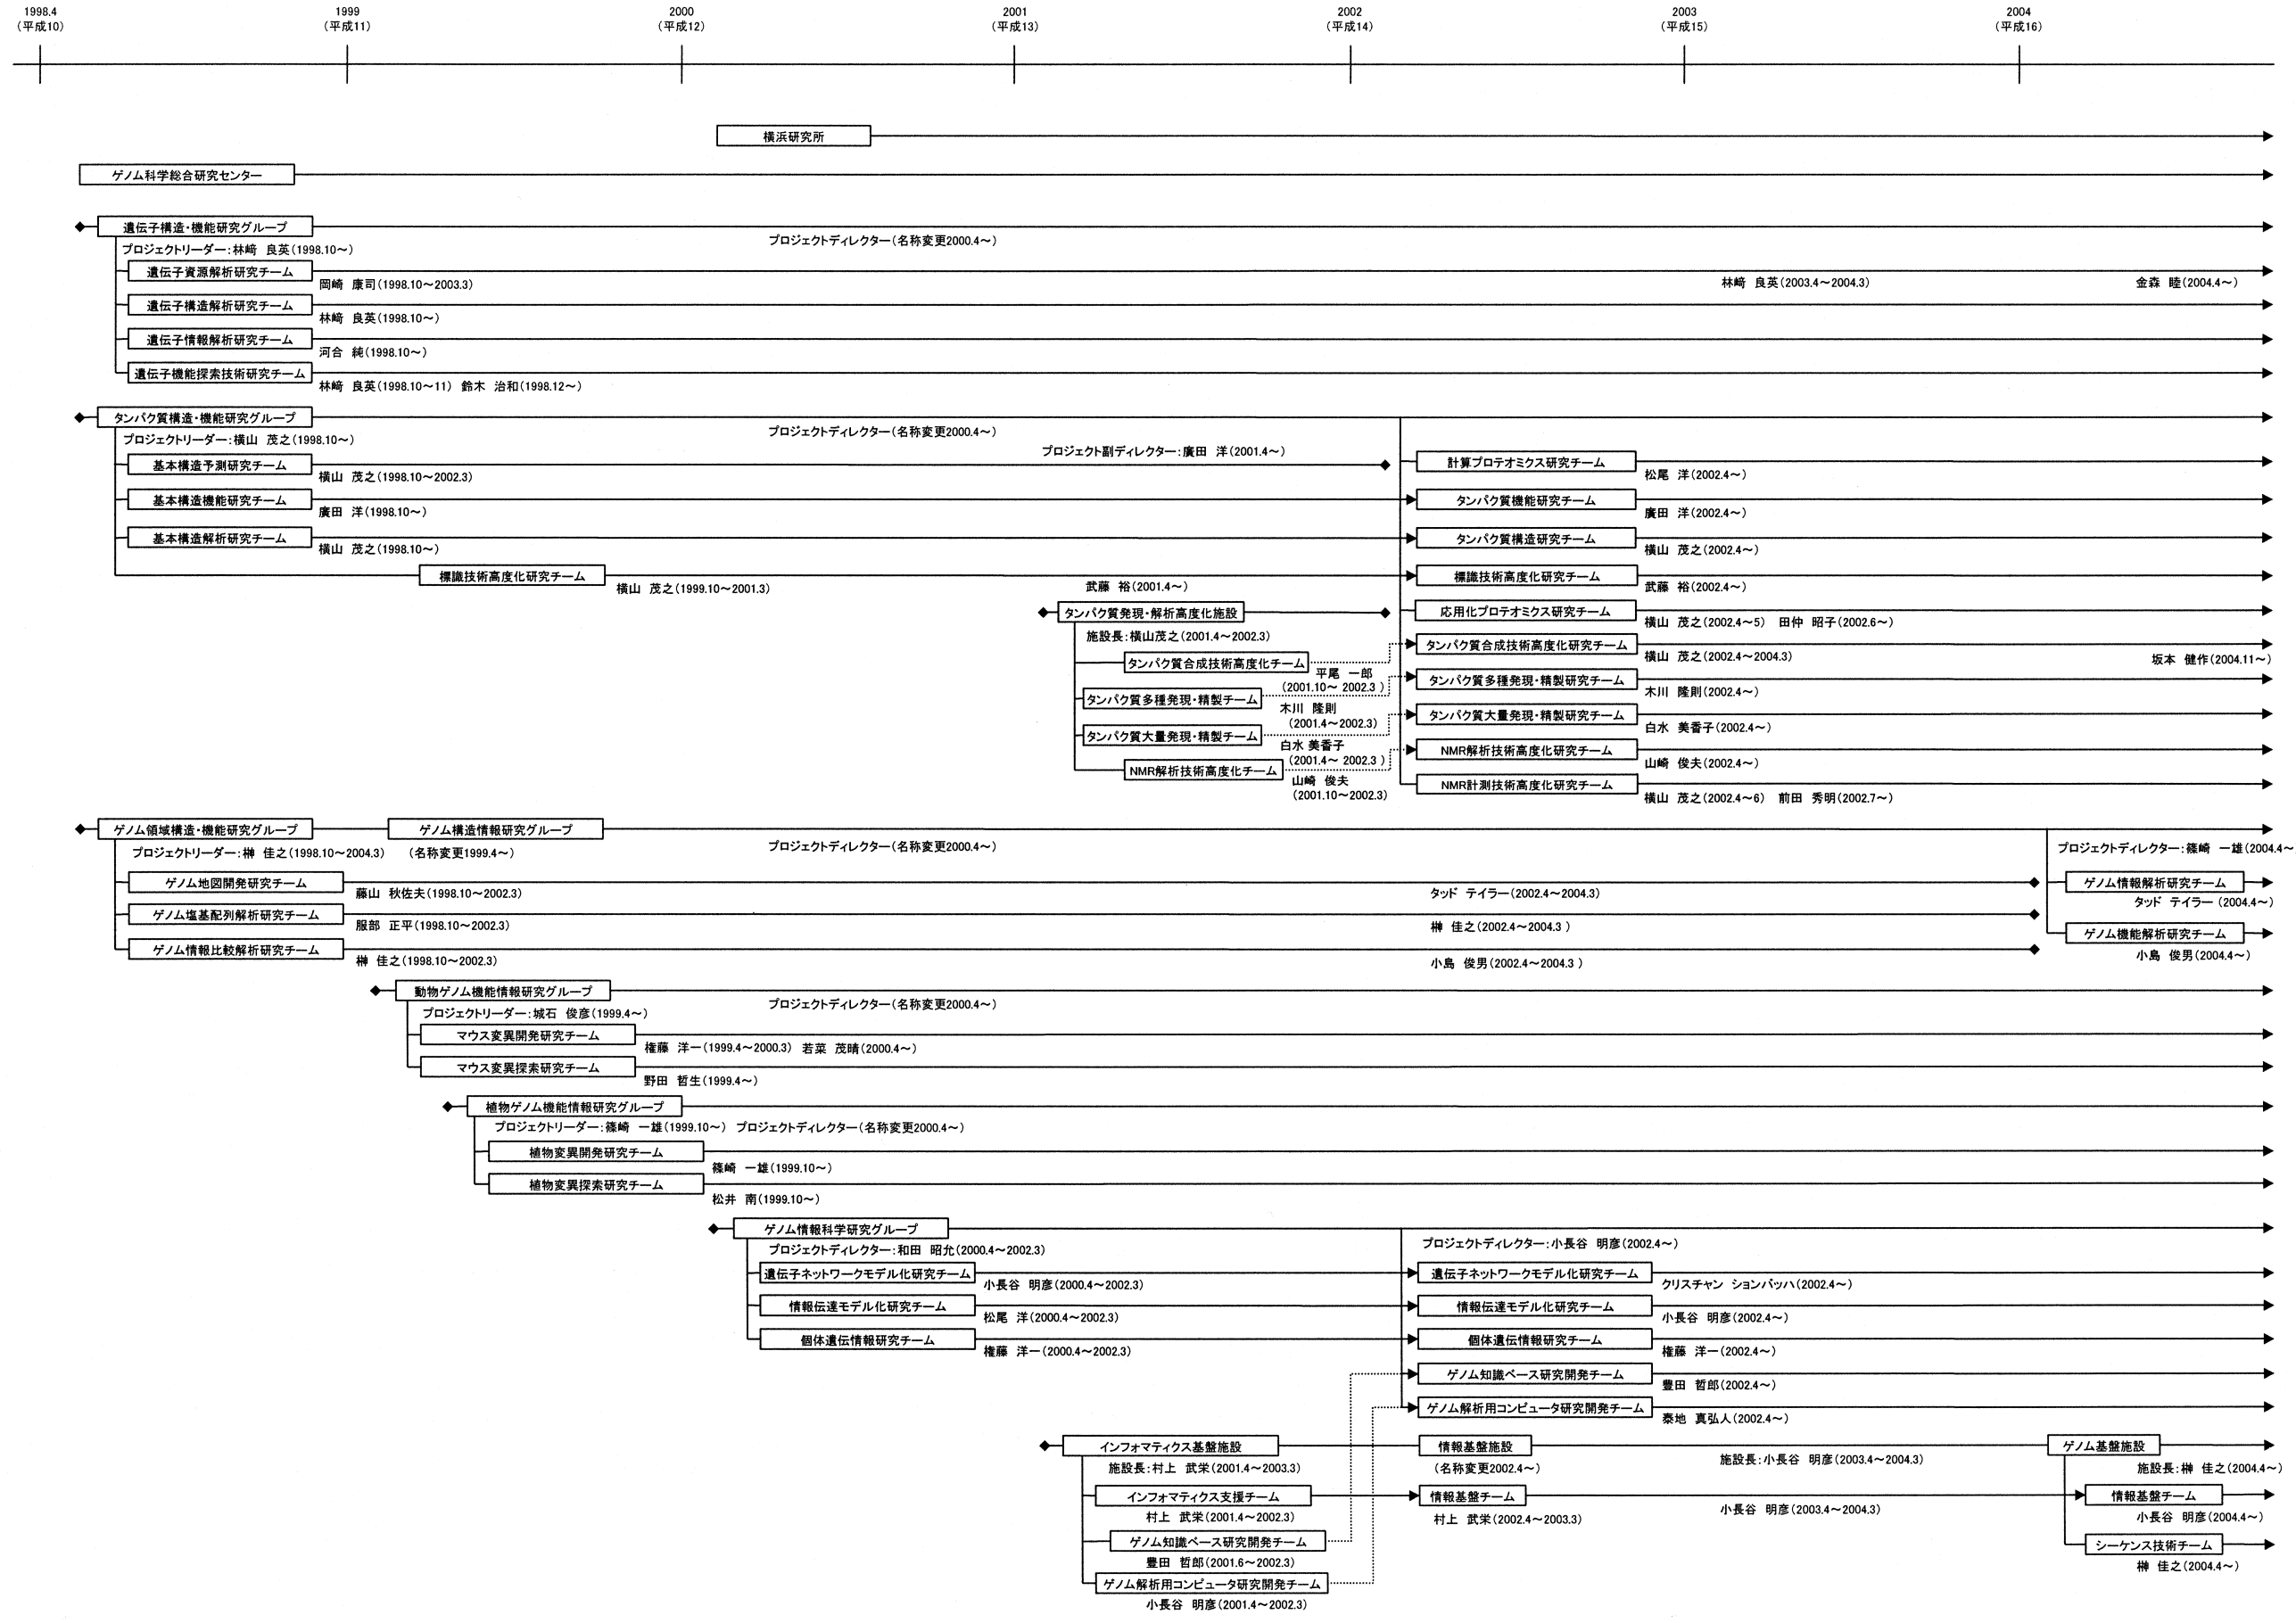 1998.4 1999 2000 2001 2002 2003 2004
(平成10) (平成11) (平成12) (平成13) (平成14) (平成15) (平成16)
横浜研究所
ゲノム科学総合研究センター
遺伝子構造・機能研究グループ
プロジェクトリーダー：林﨑 良英(1998.10～) プロジェクトディレクター(名称変更2000.4～)
遺伝子資源解析研究チーム
岡崎 康司(1998.10～2003.3) 林﨑 良英(2003.4～2004.3) 金森 睦(2004.4～)
遺伝子構造解析研究チーム
林﨑 良英(1998.10～)
遺伝子情報解析研究チーム
河合 純(1998.10～)
遺伝子機能探索技術研究チーム
林﨑 良英(1998.10～11) 鈴木 治和(1998.12～)
タンパク質構造・機能研究グループ
プロジェクトリーダー：横山 茂之(1998.10～) プロジェクトディレクター(名称変更2000.4～)
プロジェクト副ディレクター：廣田 洋(2001.4～)
基本構造予測研究チーム 計算プロテオミクス研究チーム
横山 茂之(1998.10～2002.3) 松尾 洋(2002.4～)
基本構造機能研究チーム タンパク質機能研究チーム
廣田 洋(1998.10～) 廣田 洋(2002.4～)
基本構造解析研究チーム タンパク質構造研究チーム
横山 茂之(1998.10～) 横山 茂之(2002.4～)
標識技術高度化研究チーム 標識技術高度化研究チーム
横山 茂之(1999.10～2001.3) 武藤 裕(2001.4～) 武藤 裕(2002.4～)
タンパク質発現・解析高度化施設 応用化プロテオミクス研究チーム
施設長：横山茂之(2001.4～2002.3) 横山 茂之(2002.4～5) 田仲 昭子(2002.6～)
タンパク質合成技術高度化チーム タンパク質合成技術高度化研究チーム
平尾 一郎 横山 茂之(2002.4～2004.3) 坂本 健作(2004.11～)
(2001.10～ 2002.3 )
タンパク質多種発現・精製チーム タンパク質多種発現・精製研究チーム
木川 隆則 木川 隆則(2002.4～)
(2001.4～2002.3)
タンパク質大量発現・精製チーム タンパク質大量発現・精製研究チーム
白水 美香子 白水 美香子(2002.4～)
(2001.4～ 2002.3 )
NMR解析技術高度化チーム NMR解析技術高度化研究チーム
山崎 俊夫 山崎 俊夫(2002.4～)
(2001.10～2002.3)
NMR計測技術高度化研究チーム
横山 茂之(2002.4～6) 前田 秀明(2002.7～)
ゲノム領域構造・機能研究グループ ゲノム構造情報研究グループ
プロジェクトリーダー：榊 佳之(1998.10～2004.3) (名称変更1999.4～) プロジェクトディレクター(名称変更2000.4～) プロジェクトディレクター：篠崎 一雄(2004.4～
ゲノム地図開発研究チーム ゲノム情報解析研究チーム
藤山 秋佐夫(1998.10～2002.3) タッド テイラー(2002.4～2004.3) タッド テイラー (2004.4～)
ゲノム塩基配列解析研究チーム ゲノム機能解析研究チーム
服部 正平(1998.10～2002.3) 榊 佳之(2002.4～2004.3 ) 小島 俊男(2004.4～)
ゲノム情報比較解析研究チーム
榊 佳之(1998.10～2002.3) 小島 俊男(2002.4～2004.3 )
動物ゲノム機能情報研究グループ
プロジェクトリーダー：城石 俊彦(1999.4～) プロジェクトディレクター(名称変更2000.4～)
マウス変異開発研究チーム
権藤 洋一(1999.4～2000.3) 若菜 茂晴(2000.4～)
マウス変異探索研究チーム
野田 哲生(1999.4～)
植物ゲノム機能情報研究グループ
プロジェクトリーダー：篠崎 一雄(1999.10～) プロジェクトディレクター(名称変更2000.4～)
植物変異開発研究チーム
篠崎 一雄(1999.10～)
植物変異探索研究チーム
松井 南(1999.10～)
ゲノム情報科学研究グループ
プロジェクトディレクター：和田 昭允(2000.4～2002.3) プロジェクトディレクター：小長谷 明彦(2002.4～)
遺伝子ネットワークモデル化研究チーム 遺伝子ネットワークモデル化研究チーム
小長谷 明彦(2000.4～2002.3) クリスチャン ションバッハ(2002.4～)
情報伝達モデル化研究チーム 情報伝達モデル化研究チーム
松尾 洋(2000.4～2002.3) 小長谷 明彦(2002.4～)
個体遺伝情報研究チーム 個体遺伝情報研究チーム
権藤 洋一(2000.4～2002.3) 権藤 洋一(2002.4～)
ゲノム知識ベース研究開発チーム
豊田 哲郎(2002.4～)
ゲノム解析用コンピュータ研究開発チーム
泰地 真弘人(2002.4～)
インフォマティクス基盤施設 情報基盤施設 ゲノム基盤施設
施設長：村上 武栄(2001.4～2003.3) (名称変更2002.4～) 施設長：小長谷 明彦(2003.4～2004.3) 施設長：榊 佳之(2004.4～)
インフォマティクス支援チーム 情報基盤チーム 情報基盤チーム
村上 武栄(2001.4～2002.3) 村上 武栄(2002.4～2003.3) 小長谷 明彦(2003.4～2004.3) 小長谷 明彦(2004.4～)
ゲノム知識ベース研究開発チーム シーケンス技術チーム
豊田 哲郎(2001.6～2002.3) 榊 佳之(2004.4～)
ゲノム解析用コンピュータ研究開発チーム
小長谷 明彦(2001.4～2002.3)